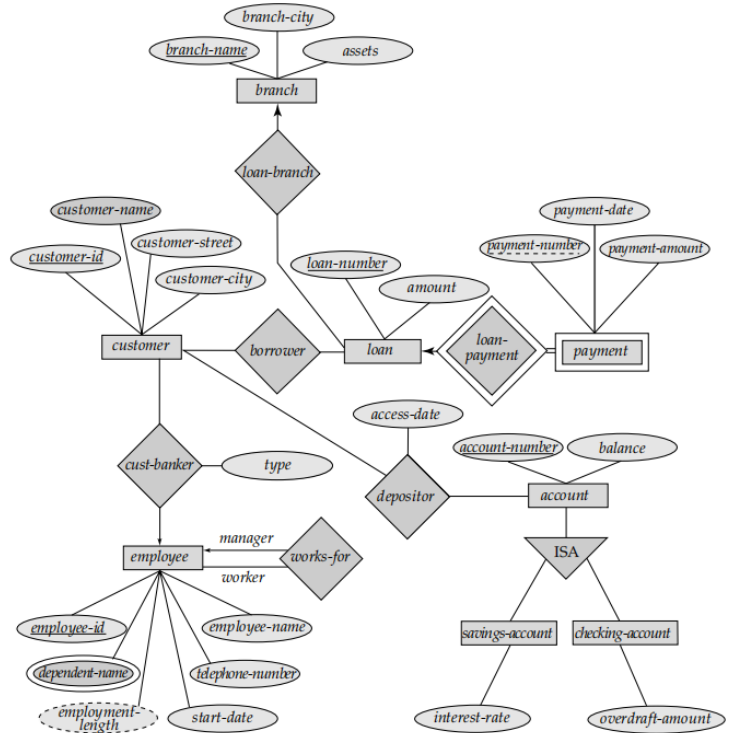 branch-city
branch-name
assets
branch
loan-branch
customer-name
payment-date
customer-street
payment-number
payment-amount
customer-id
loan-number
customer-city
amount
customer
borrower
loan
loan-
payment
payment
access-date
account-number
balance
cust-banker
type
depositor
account
manager
employee
works-for
ISA
worker
employee-id
employee-name
savings-account
checking-account
dependent-name
telephone-number
employment-
length
start-date
interest-rate
overdraft-amount